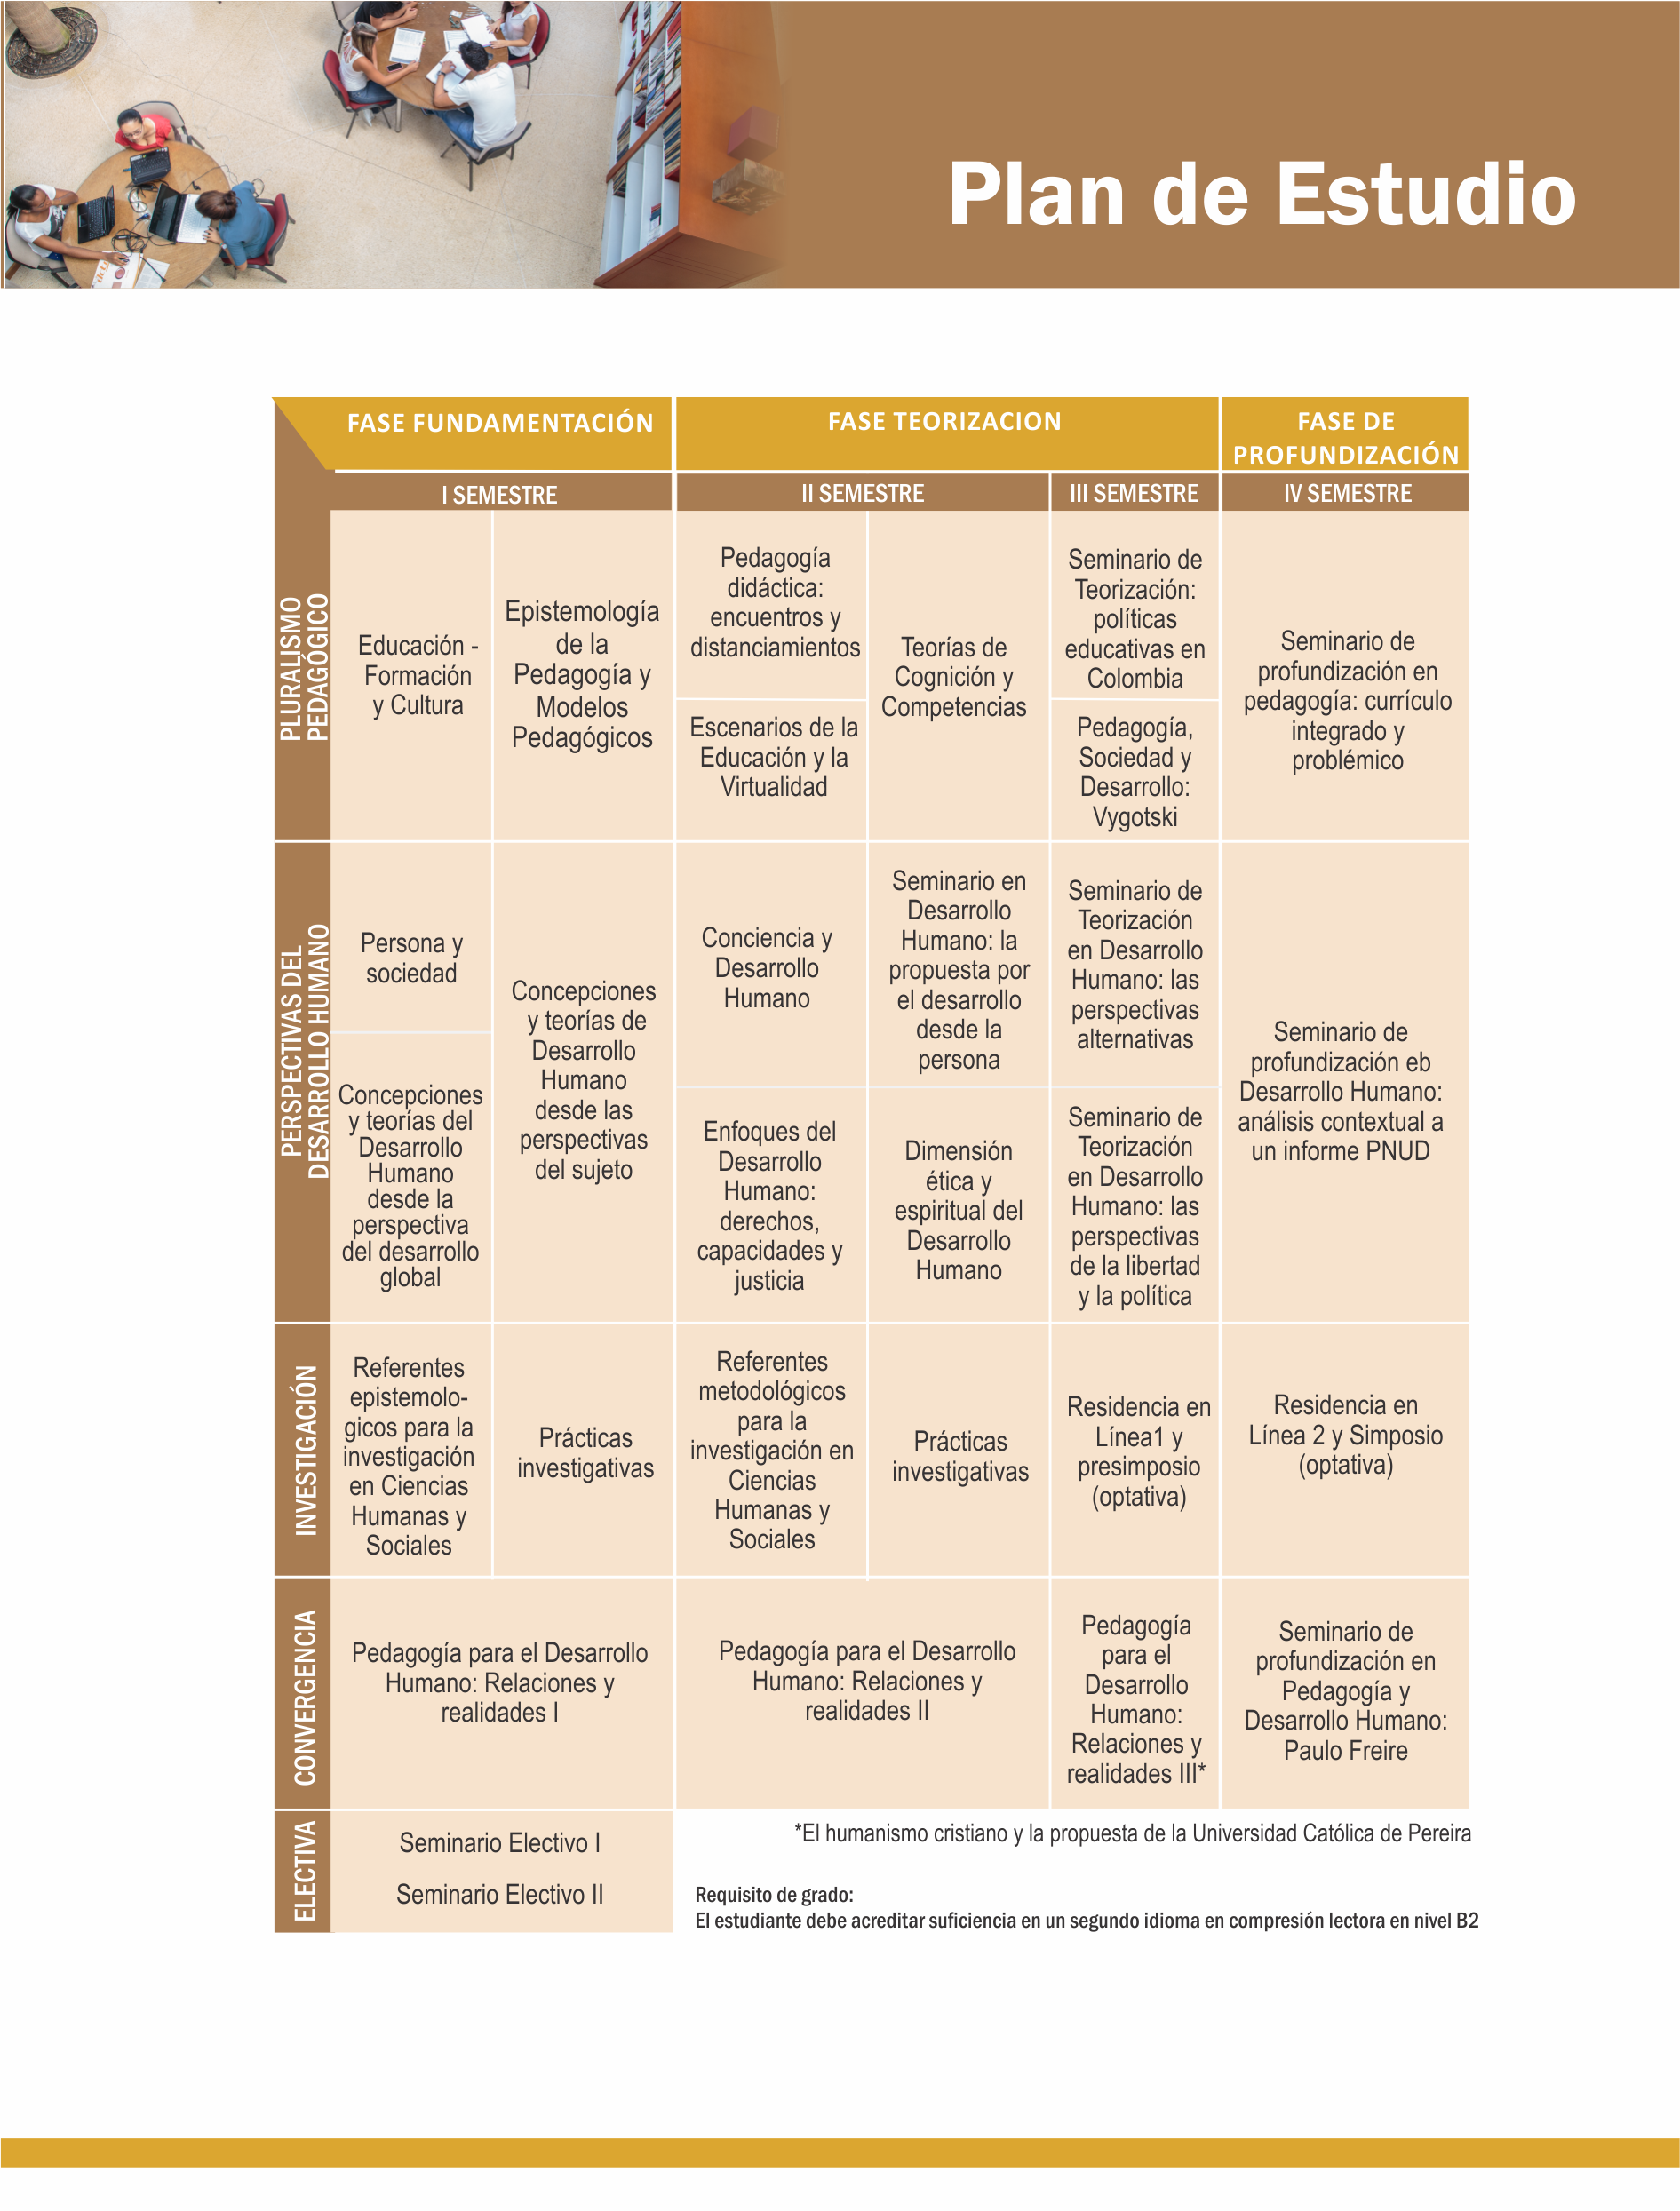 Plan de Estudio
FASE FUNDAMENTACIÓN
FASE TEORIZACION
FASE DE
PROFUNDIZACIÓN
I SEMESTRE
II SEMESTRE
III SEMESTRE
IV SEMESTRE
PLURALISMO
PEDAGÓGICO
Educación -
Formación
y Cultura
Epistemología
de la
Pedagogía y
Modelos
Pedagógicos
Pedagogía
didáctica:
encuentros y
distanciamientos
Escenarios de la
Educación y la
Virtualidad
Teorías de
Cognición y
Competencias
Seminario de
Teorización:
políticas
educativas en
Colombia
Pedagogía,
Sociedad y
Desarrollo:
Vygotski
Seminario de
profundización en
pedagogía: currículo
integrado y
problémico
PERSPECTIVAS DEL
DESARROLLO HUMANO
Persona y
sociedad
Concepciones
y teorías del
Desarrollo
Humano
desde la
perspectiva
del desarrollo
global
Concepciones
y teorías de
Desarrollo
Humano
desde las
perspectivas
del sujeto
Conciencia y
Desarrollo
Humano
Enfoques del
Desarrollo
Humano:
derechos,
capacidades y
justicia
Seminario en
Desarrollo
Humano: la
propuesta por
el desarrollo
desde la
persona
Dimensión
ética y
espiritual del
Desarrollo
Humano
Seminario de
Teorización
en Desarrollo
Humano: las
perspectivas
alternativas
Seminario de
Teorización
en Desarrollo
Humano: las
perspectivas
de la libertad
y la política
Seminario de
profundización eb
Desarrollo Humano:
análisis contextual a
un informe PNUD
INVESTIGACIÓN
Referentes
epistemolo-
gicos para la
investigación
en Ciencias
Humanas y
Sociales
Prácticas
investigativas
Referentes
metodológicos
para la
investigación en
Ciencias
Humanas y
Sociales
Prácticas
investigativas
Residencia en
Línea1 y
presimposio
(optativa)
Residencia en
Línea 2 y Simposio
(optativa)
CONVERGENCIA
Pedagogía para el Desarrollo
Humano: Relaciones y
realidades I
Pedagogía para el Desarrollo
Humano: Relaciones y
realidades II
Pedagogía
para el
Desarrollo
Humano:
Relaciones y
realidades III*
Seminario de
profundización en
Pedagogía y
Desarrollo Humano:
Paulo Freire
ELECTIVA
Seminario Electivo I
Seminario Electivo II
*El humanismo cristiano y la propuesta de la Universidad Católica de Pereira
Requisito de grado:
El estudiante debe acreditar suficiencia en un segundo idioma en compresión lectora en nivel B2